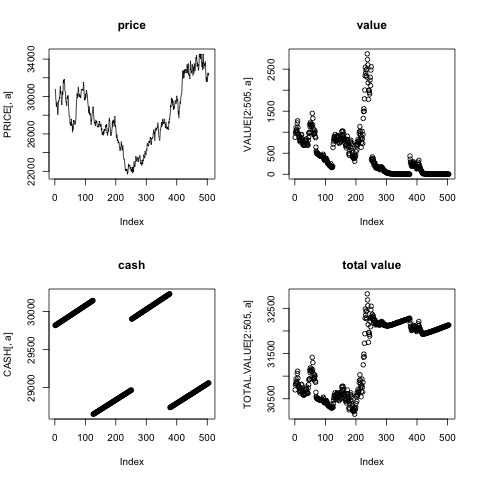 price
PRICE[, a]
22000 26000 30000 34000
0 100 200 300 400 500
Index
value
VALUE[2:505, a]
0 500 1500 2500
0 100 200 300 400 500
Index
cash
CASH[, a]
29000 29500 30000
0 100 200 300 400 500
Index
total value
TOTAL.VALUE[2:505, a]
30500 31500 32500
0 100 200 300 400 500
Index